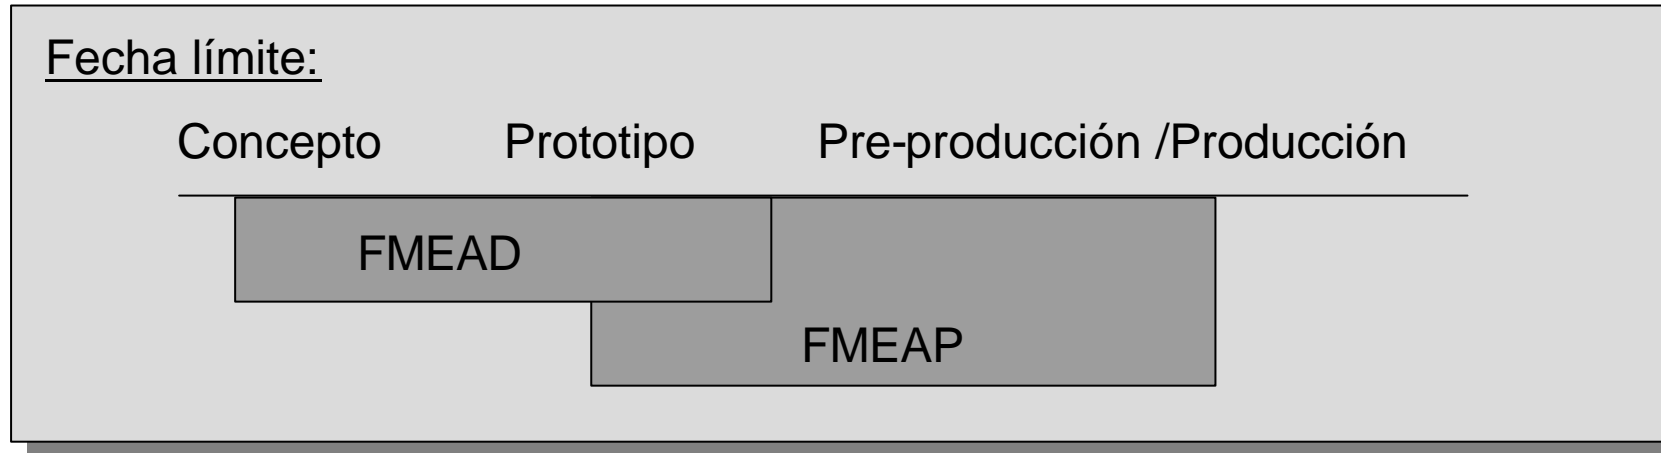 Fecha límite:
Concepto Prototipo Pre-producción /Producción
FMEAD
FMEAP